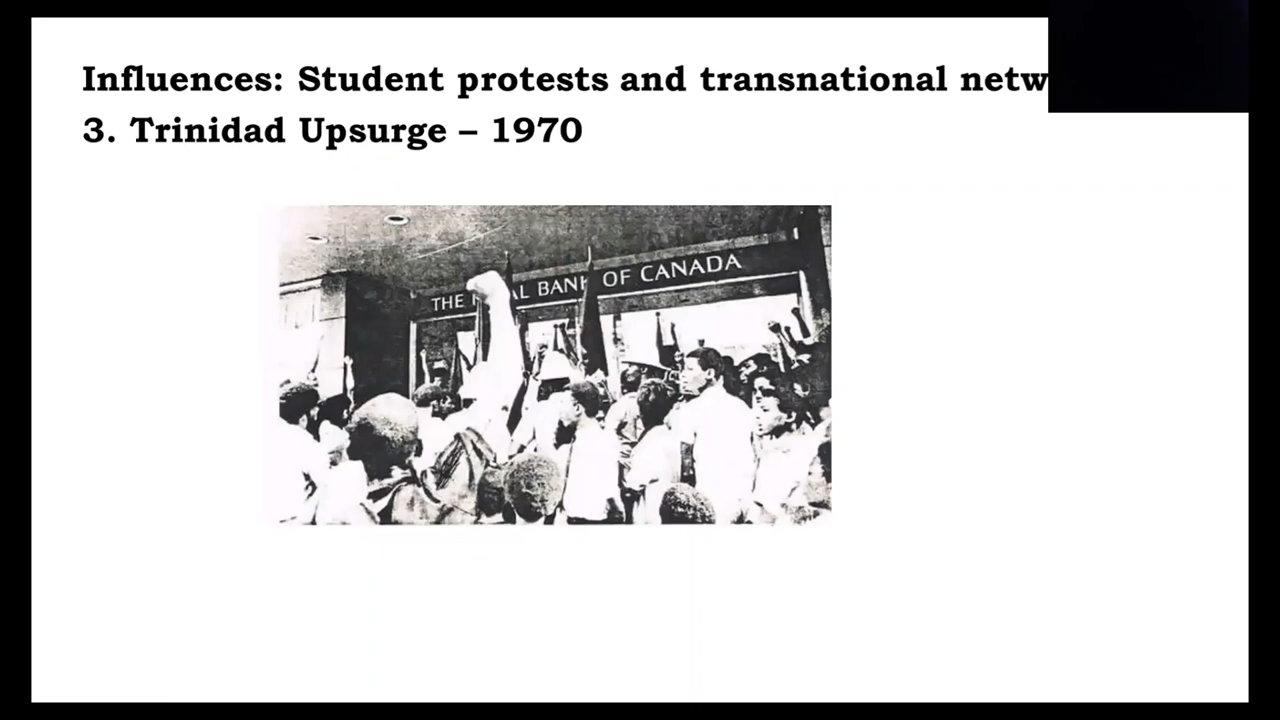 Influences: Student protests and transnational netw
3. Trinidad Upsurge – 1970
THE AL BANK OF CANADA